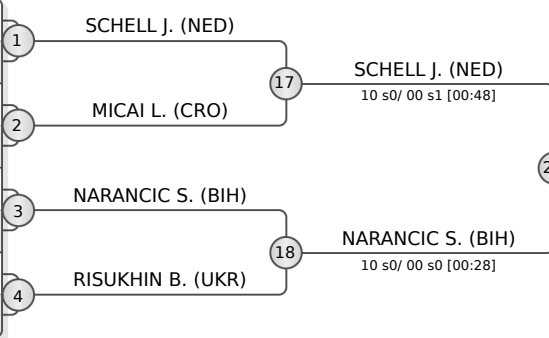 SCHELL J. (NED)
1
17
SCHELL J. (NED)
10 s0/ 00 s1 [00:48]
MICAI L. (CRO)
2
NARANCIC S. (BIH)
3
18
NARANCIC S. (BIH)
10 s0/ 00 s0 [00:28]
RISUKHIN B. (UKR)
4